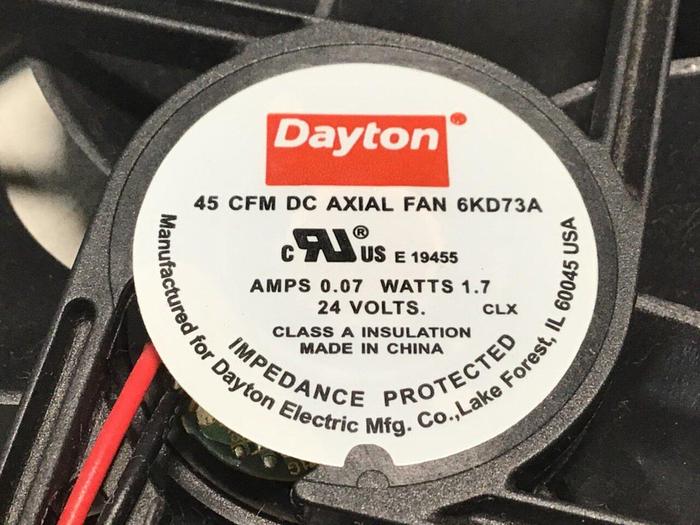 Dayton
45 CFM DC AXIAL FAN 6KD73A
c RU ® US E 19455
AMPS 0.07 WATTS 1.7
24 VOLTS. CLX
CLASS A INSULATION
MADE IN CHINA
IMPEDANCE PROTECTED
Manufactured for Dayton Electric Mfg. Co., Lake Forest, IL 60045 USA